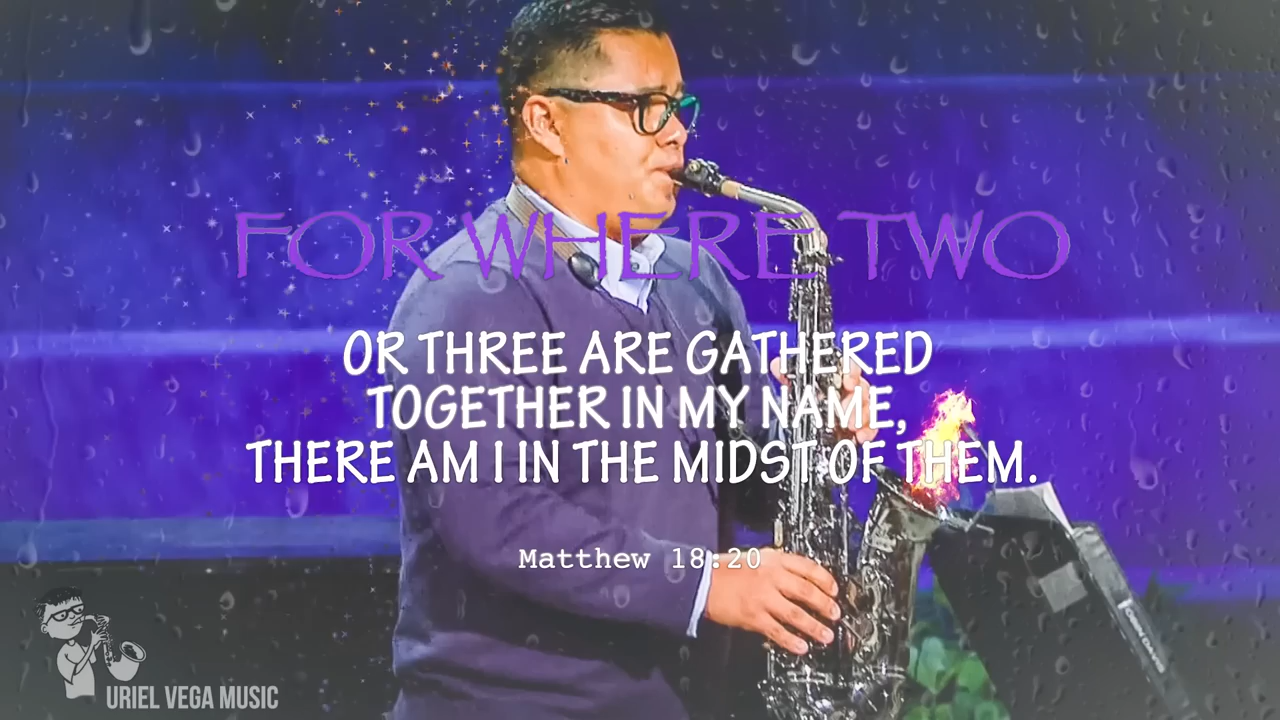 FOR WHERE TWO
OR THREE ARE GATHERED
TOGETHER IN MY NAME,
THERE AM I IN THE MIDST OF THEM.
Matthew 18:20
URIEL VEGA MUSIC